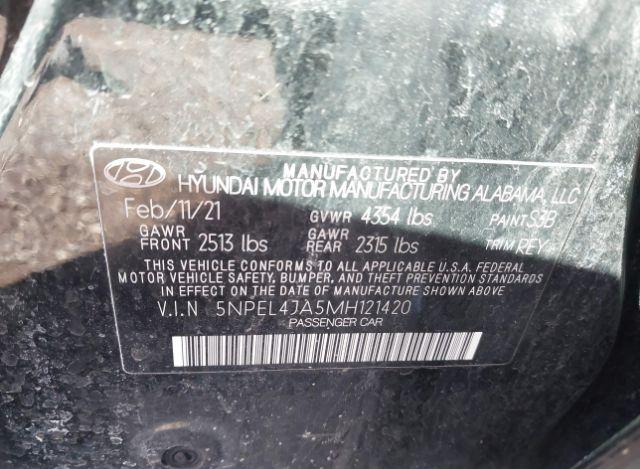 MANUFACTURED BY
HYUNDAI MOTOR MANUFACTURING ALABAMA, LLC
Feb/11/21 GVWR 4354 lbs PAINT S3B
GAWR FRONT 2513 lbs GAWR REAR 2315 lbs TRIM REY
THIS VEHICLE CONFORMS TO ALL APPLICABLE U.S.A. FEDERAL
MOTOR VEHICLE SAFETY, BUMPER, AND THEFT PREVENTION STANDARDS
IN EFFECT ON THE DATE OF MANUFACTURE SHOWN ABOVE
V.I.N 5NPEL4JA5MH121420
PASSENGER CAR